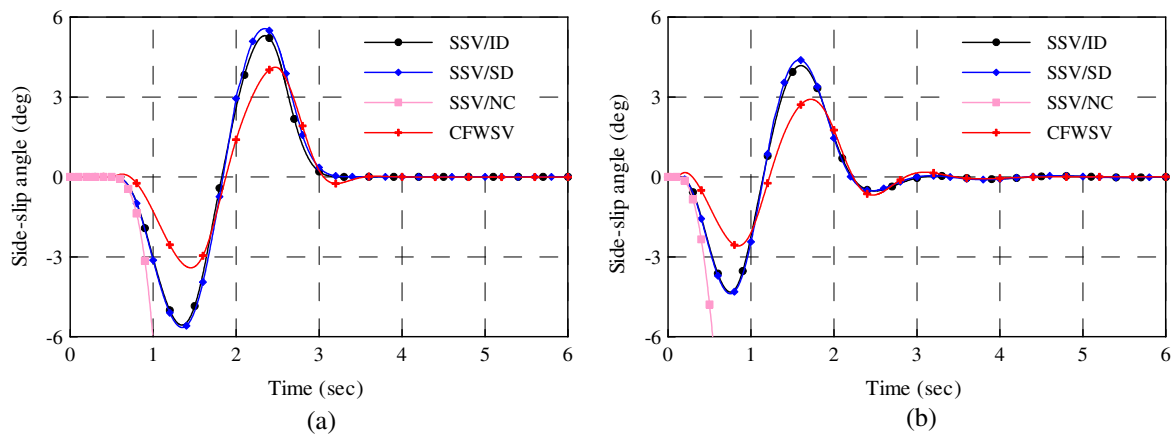 6
3
0
-3
-6
Side-slip angle (deg)
SSV/ID
SSV/SD
SSV/NC
CFWSV
0 1 2 3 4 5 6
Time (sec)
(a)
6
3
0
-3
-6
Side-slip angle (deg)
SSV/ID
SSV/SD
SSV/NC
CFWSV
0 1 2 3 4 5 6
Time (sec)
(b)